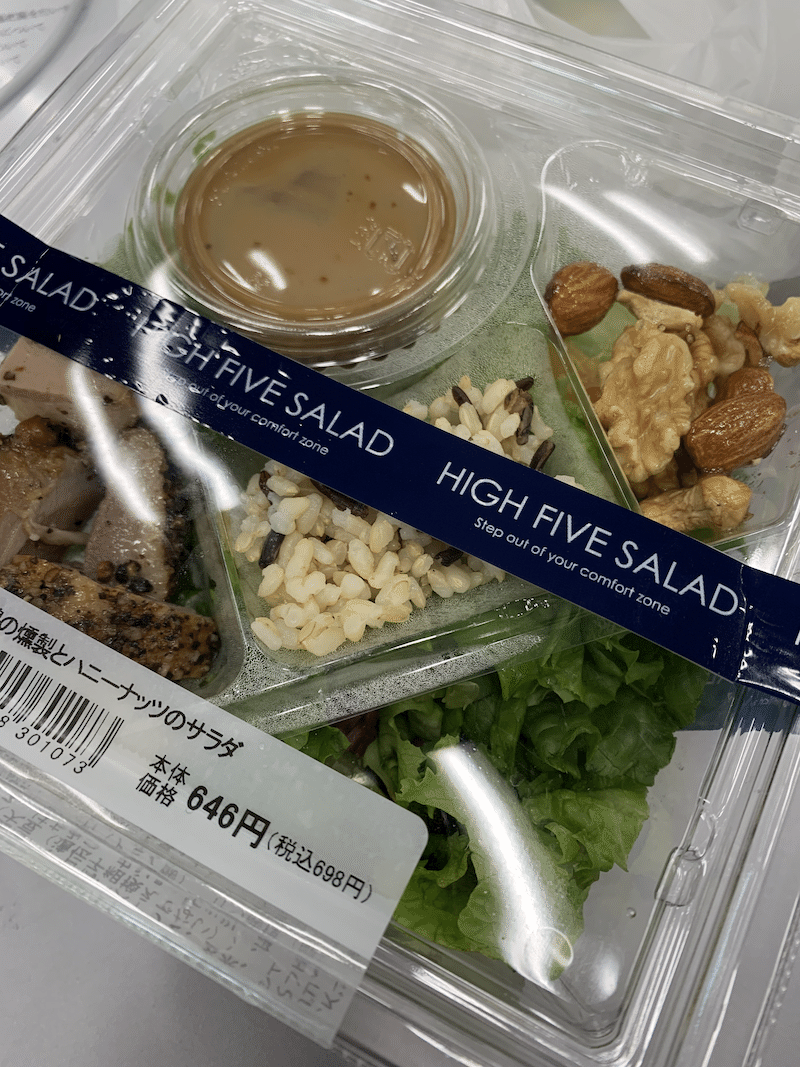 SALAD
HIGH FIVE SALAD
Step out of your comfort zone
HIGH FIVE SALAD
Step out of your comfort zone
の燻製とハニーナッツのサラダ
301073
本体
価格 646円(税込698円)